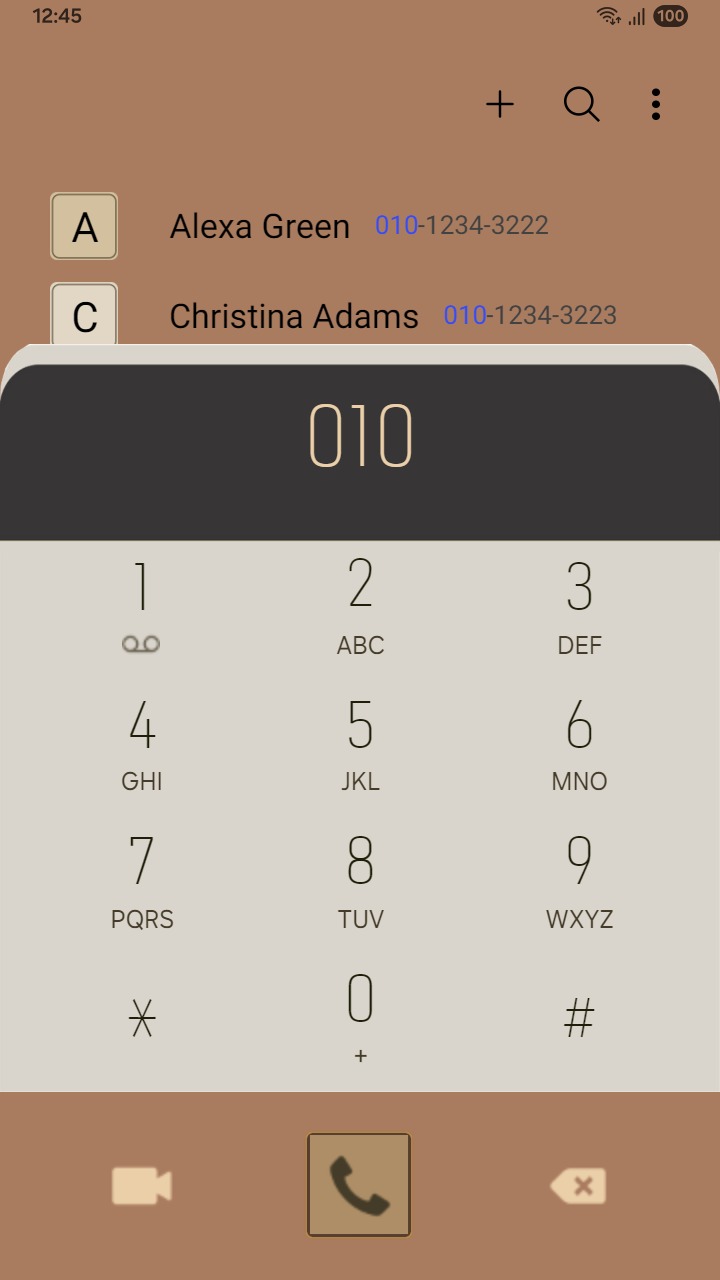 12:45 100
A Alexa Green 010-1234-3222
C Christina Adams 010-1234-3223
010
1 2 3
ABC DEF
4 5 6
GHI JKL MNO
7 8 9
PQRS TUV WXYZ
* 0 #
+